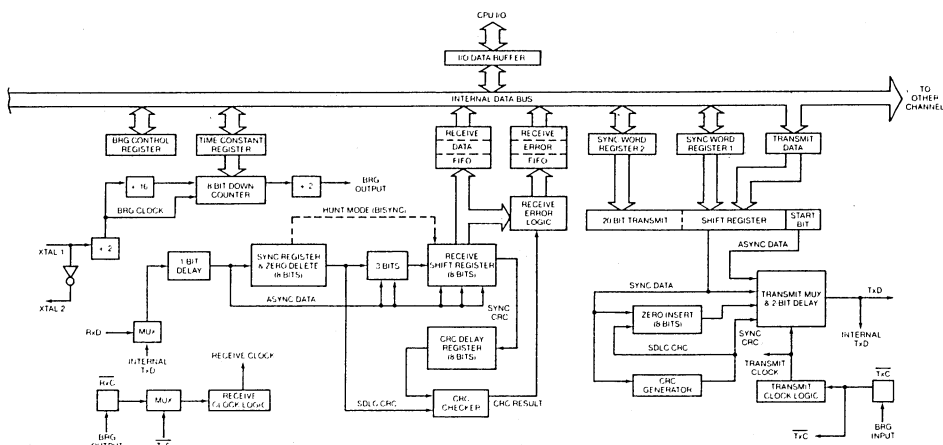 CPU I/O
I/O DATA BUFFER
INTERNAL DATA BUS
TO
OTHER
CHANNEL
BRG CONTROL
REGISTER
TIME CONSTANT
REGISTER
RECEIVE
DATA
FIFO
RECEIVE
ERROR
FIFO
SYNC WORD
REGISTER 2
SYNC WORD
REGISTER 1
TRANSMIT
DATA
÷ 16
8 BIT DOWN
COUNTER
÷ 2
BRG
OUTPUT
BRG CLOCK
HUNT MODE (BISYNC)
RECEIVE
ERROR
LOGIC
20 BIT TRANSMIT
SHIFT REGISTER
START
BIT
XTAL 1
÷ 2
XTAL 2
1 BIT
DELAY
SYNC REGISTER
& ZERO DELETE
(8 BITS)
3 BITS
RECEIVE
SHIFT REGISTER
(8 BITS)
ASYNC DATA
SYNC
CRC
ASYNC DATA
SYNC DATA
TRANSMIT MUX
& 2 BIT DELAY
TxD
ZERO INSERT
(8 BITS)
SYNC
CRC
INTERNAL
TxD
RxD
MUX
INTERNAL
TxD
CRC DELAY
REGISTER
(8 BITS)
SDLC CRC
TRANSMIT
CLOCK
RECEIVE CLOCK
RxC
MUX
RECEIVE
CLOCK LOGIC
SDLC CRC
CRC
CHECKER
CRC RESULT
CRC
GENERATOR
TRANSMIT
CLOCK LOGIC
TxC
BRG
OUTPUT
TxC
TxC
BRG
INPUT